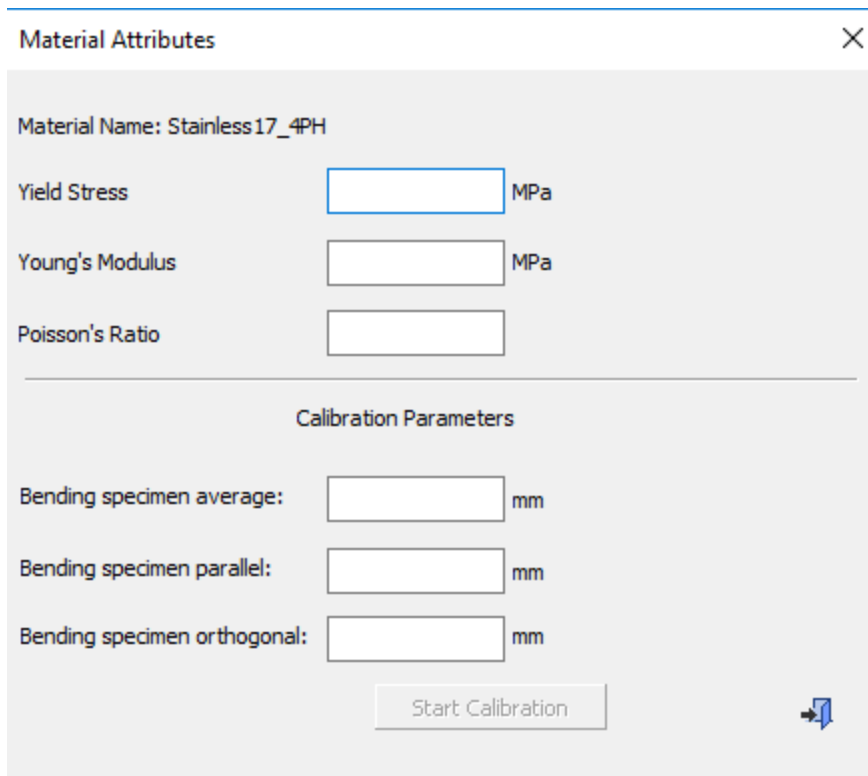 Material Attributes
Material Name: Stainless17_4PH
Yield Stress MPa
Young's Modulus MPa
Poisson's Ratio
Calibration Parameters
Bending specimen average: mm
Bending specimen parallel: mm
Bending specimen orthogonal: mm
Start Calibration